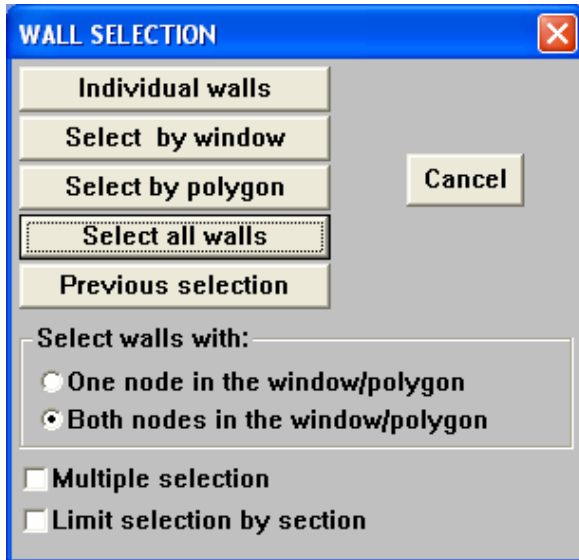 WALL SELECTION
Individual walls
Select by window
Select by polygon
Cancel
Select all walls
Previous selection
Select walls with:
One node in the window/polygon
Both nodes in the window/polygon
Multiple selection
Limit selection by section